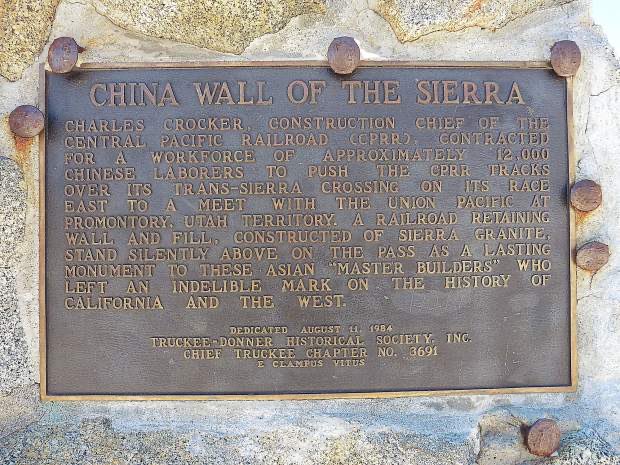 CHINA WALL OF THE SIERRA
CHARLES CROCKER, CONSTRUCTION CHIEF OF THE
CENTRAL PACIFIC RAILROAD (CPRR), CONTRACTED
FOR A WORKFORCE OF APPROXIMATELY 12,000
CHINESE LABORERS TO PUSH THE CPRR TRACKS
OVER ITS TRANS-SIERRA CROSSING ON ITS RACE
EAST TO A MEET WITH THE UNION PACIFIC AT
PROMONTORY, UTAH TERRITORY. A RAILROAD RETAINING
WALL AND FILL, CONSTRUCTED OF SIERRA GRANITE,
STAND SILENTLY ABOVE ON THE PASS AS A LASTING
MONUMENT TO THESE ASIAN "MASTER BUILDERS" WHO
LEFT AN INDELIBLE MARK ON THE HISTORY OF
CALIFORNIA AND THE WEST.
DEDICATED AUGUST 11, 1984
TRUCKEE-DONNER HISTORICAL SOCIETY, INC.
CHIEF TRUCKEE CHAPTER NO. 3691
E CLAMPUS VITUS